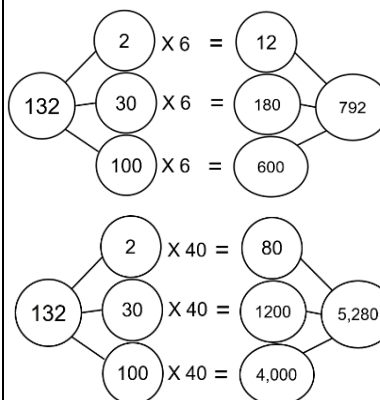 2 X 6 = 12
132 30 X 6 = 180 792
100 X 6 = 600
2 X 40 = 80
132 30 X 40 = 1200 5,280
100 X 40 = 4,000